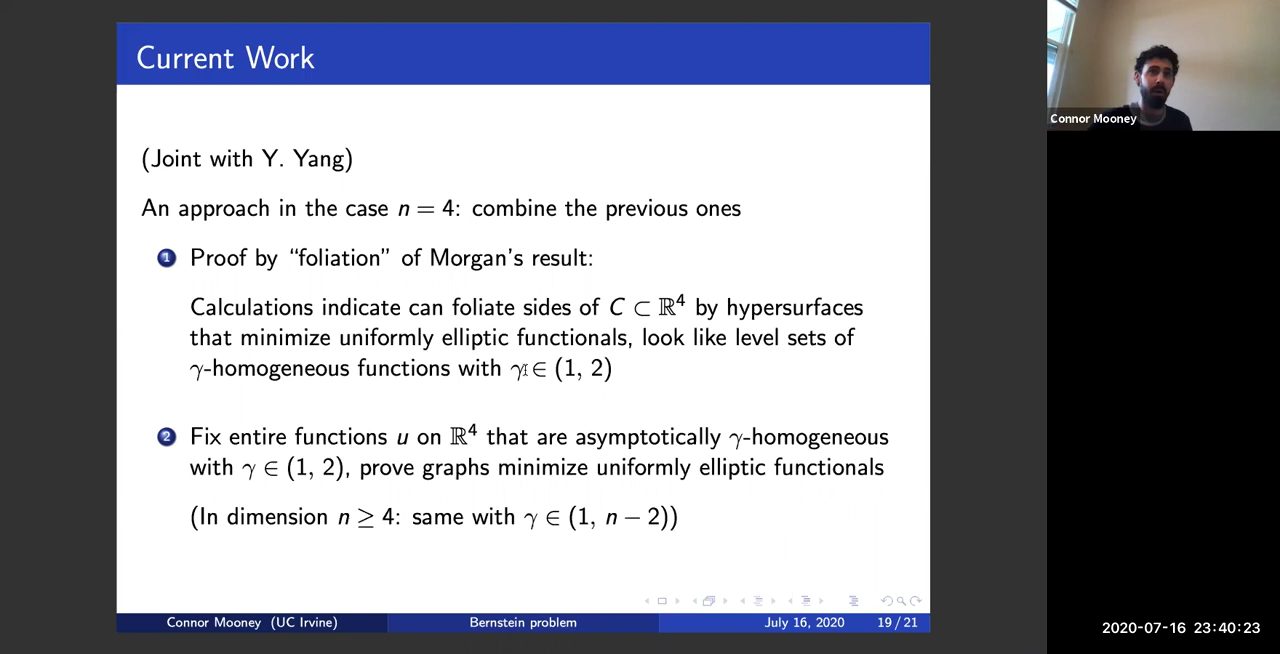 Current Work
(Joint with Y. Yang)
An approach in the case n = 4: combine the previous ones
1 Proof by “foliation” of Morgan’s result:
Calculations indicate can foliate sides of C ⊂ ℝ⁴ by hypersurfaces
that minimize uniformly elliptic functionals, look like level sets of
γ-homogeneous functions with γ ∈ (1, 2)
2 Fix entire functions u on ℝ⁴ that are asymptotically γ-homogeneous
with γ ∈ (1, 2), prove graphs minimize uniformly elliptic functionals
(In dimension n ≥ 4: same with γ ∈ (1, n − 2))
Connor Mooney (UC Irvine) Bernstein problem July 16, 2020 19 / 21
Connor Mooney
2020-07-16 23:40:23